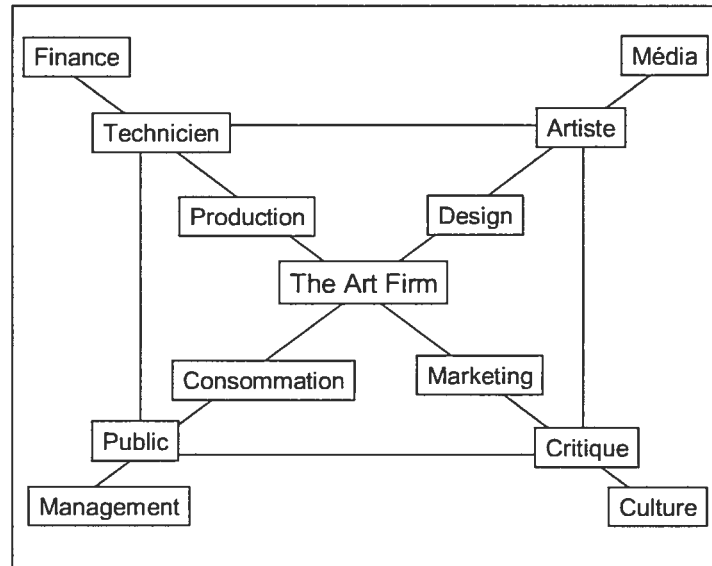 Finance
Média
Technicien
Artiste
Production
Design
The Art Firm
Consommation
Marketing
Public
Critique
Management
Culture